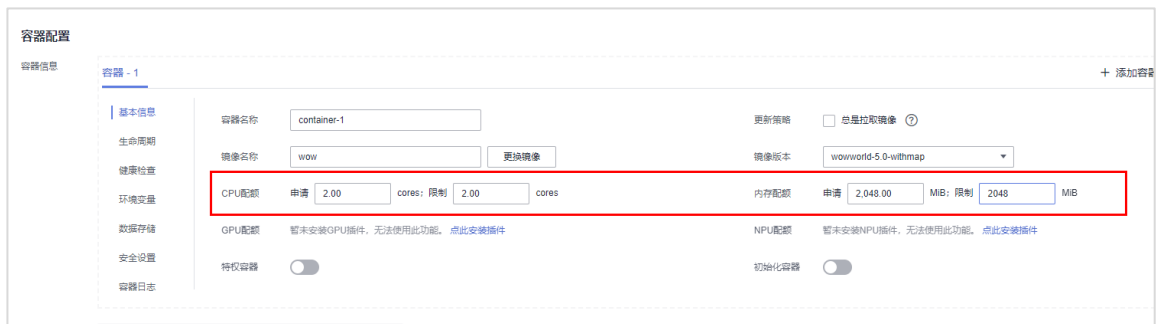 容器配置
容器信息
容器 - 1
+ 添加容器
基本信息
容器名称 container-1
更新策略 总是拉取镜像 ?
生命周期
镜像名称 wow 更换镜像
镜像版本 wowworld-5.0-withmap
健康检查
CPU配额 申请 2.00 cores; 限制 2.00 cores
内存配额 申请 2,048.00 MiB; 限制 2048 MiB
环境变量
数据存储
GPU配额 暂未安装GPU插件，无法使用此功能。 点此安装插件
NPU配额 暂未安装NPU插件，无法使用此功能。 点此安装插件
安全设置
特权容器
初始化容器
容器日志